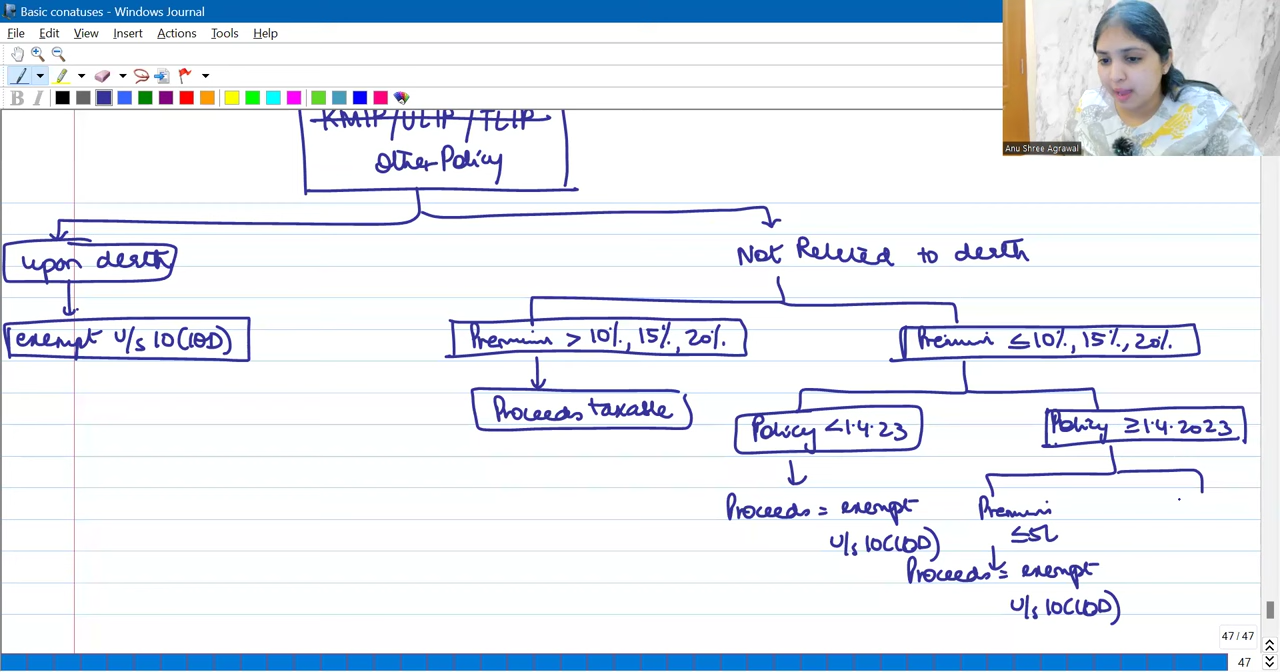 Basic conatuses - Windows Journal
File Edit View Insert Actions Tools Help
B I
Anu Shree Agrawal
KMIP/ULIP/TLIP
Other Policy
upon death
Not Related to death
exempt U/s 10(10D)
Premium > 10%, 15%, 20%.
Premium ≤ 10%, 15%, 20%.
Proceeds taxable
Policy < 1.4.23
Policy ≥ 1.4.2023
Proceeds = exempt
U/s 10(10D)
Premium
≤5L
Proceeds = exempt
U/s 10(10D)
47 / 47
47